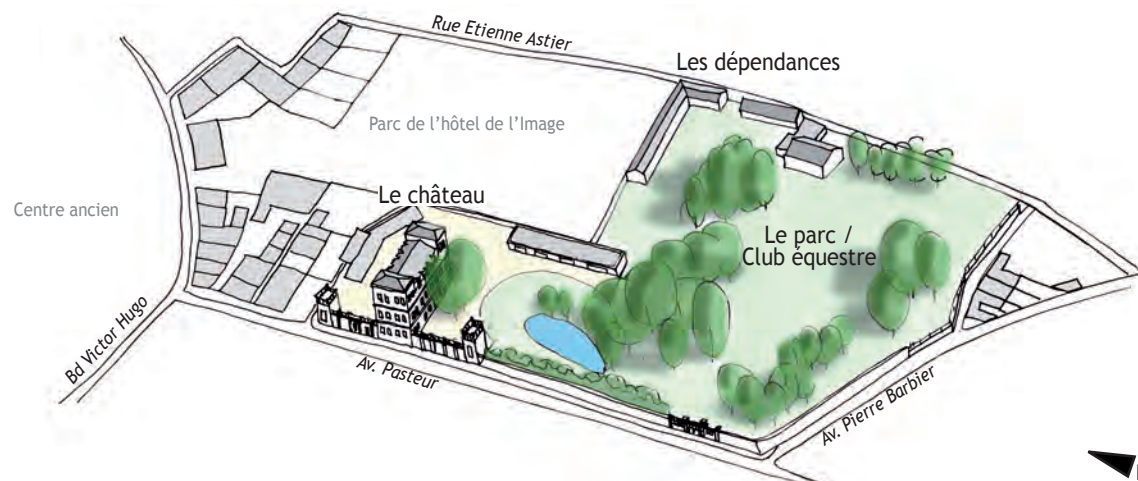 Rue Etienne Astier
Les dépendances
Parc de l'hôtel de l'Image
Le château
Centre ancien
Le parc /
Club équestre
Bd Victor Hugo
Av. Pasteur
Av. Pierre Barbier